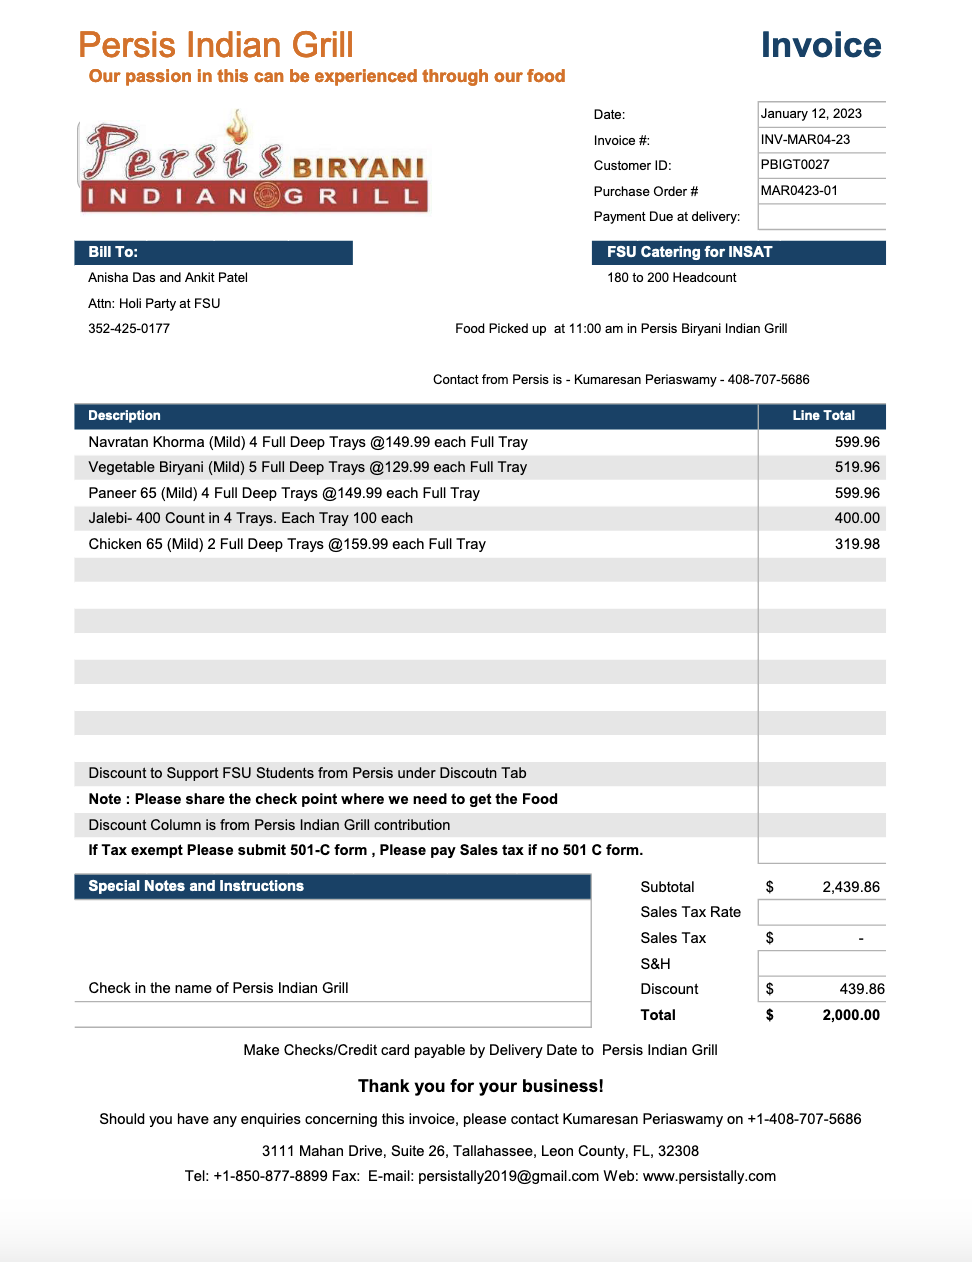 Persis Indian Grill
Invoice
Our passion in this can be experienced through our food
Persis BIRYANI
INDIAN GRILL
Date: January 12, 2023
Invoice #: INV-MAR04-23
Customer ID: PBIGT0027
Purchase Order # MAR0423-01
Payment Due at delivery:
Bill To:
FSU Catering for INSAT
Anisha Das and Ankit Patel
180 to 200 Headcount
Attn: Holi Party at FSU
352-425-0177
Food Picked up at 11:00 am in Persis Biryani Indian Grill
Contact from Persis is - Kumaresan Periaswamy - 408-707-5686
Description Line Total
Navratan Khorma (Mild) 4 Full Deep Trays @149.99 each Full Tray 599.96
Vegetable Biryani (Mild) 5 Full Deep Trays @129.99 each Full Tray 519.96
Paneer 65 (Mild) 4 Full Deep Trays @149.99 each Full Tray 599.96
Jalebi- 400 Count in 4 Trays. Each Tray 100 each 400.00
Chicken 65 (Mild) 2 Full Deep Trays @159.99 each Full Tray 319.98
Discount to Support FSU Students from Persis under Discoutn Tab
Note : Please share the check point where we need to get the Food
Discount Column is from Persis Indian Grill contribution
If Tax exempt Please submit 501-C form , Please pay Sales tax if no 501 C form.
Special Notes and Instructions
Subtotal $ 2,439.86
Sales Tax Rate
Sales Tax $ -
S&H
Check in the name of Persis Indian Grill
Discount $ 439.86
Total $ 2,000.00
Make Checks/Credit card payable by Delivery Date to Persis Indian Grill
Thank you for your business!
Should you have any enquiries concerning this invoice, please contact Kumaresan Periaswamy on +1-408-707-5686
3111 Mahan Drive, Suite 26, Tallahassee, Leon County, FL, 32308
Tel: +1-850-877-8899 Fax: E-mail: persistally2019@gmail.com Web: www.persistally.com